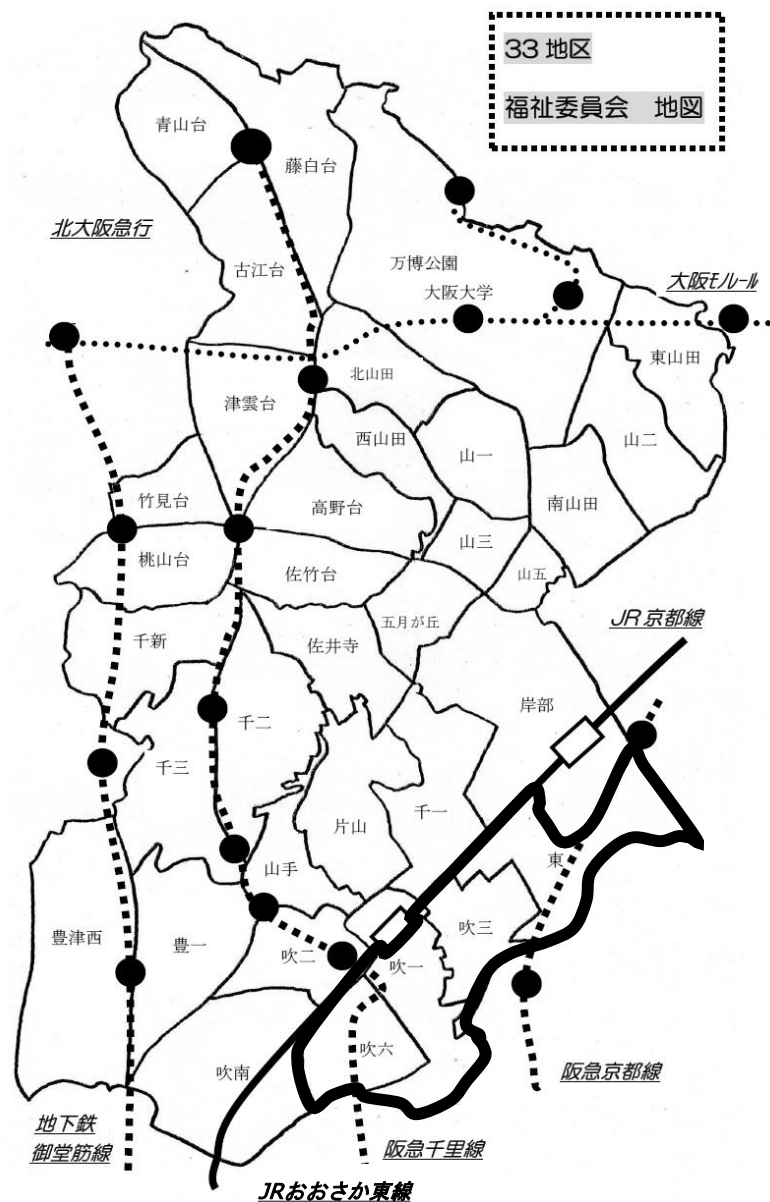 33地区
福祉委員会 地図
青山台
藤白台
北大阪急行
古江台
万博公園
大阪大学
大阪モノルール
東山田
北山田
津雲台
西山田
山一
山二
竹見台
高野台
南山田
山三
桃山台
佐竹台
山五
五月が丘
千新
佐井寺
JR京都線
岸部
千二
千三
片山
千一
東
山手
吹三
豊津西
豊一
吹二
吹一
吹六
吹南
阪急京都線
地下鉄
御堂筋線
阪急千里線
JRおおさか東線